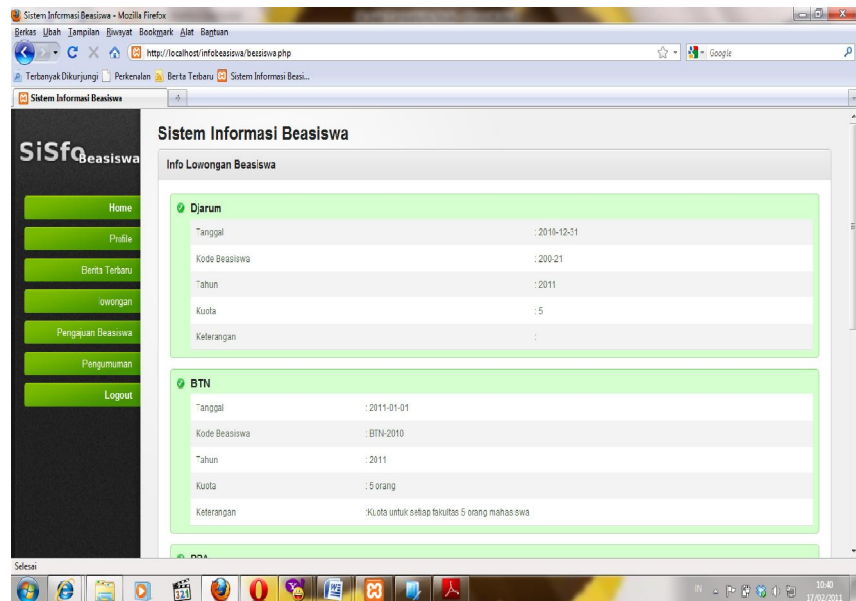 Sistem Informasi Beasiswa - Mozilla Firefox
Berkas Ubah Tampilan Riwayat Bookmark Alat Bantuan
http://localhost/infobeasiswa/beasiswa.php
Google
Terbanyak Dikunjungi Perkenalan Berita Terbaru Sistem Informasi Beasi...
Sistem Informasi Beasiswa
SiSfo Beasiswa
Sistem Informasi Beasiswa
Info Lowongan Beasiswa
Home
Profile
Berita Terbaru
lowongan
Pengajuan Beasiswa
Pengumuman
Logout
Djarum
Tanggal : 2010-12-31
Kode Beasiswa : 200-21
Tahun : 2011
Kuota : 5
Keterangan :
BTN
Tanggal : 2011-01-01
Kode Beasiswa : BTN-2010
Tahun : 2011
Kuota : 5 orang
Keterangan :Kuota untuk setiap fakultas 5 orang mahasiswa
Selesai
IN
10:40
17/02/2011